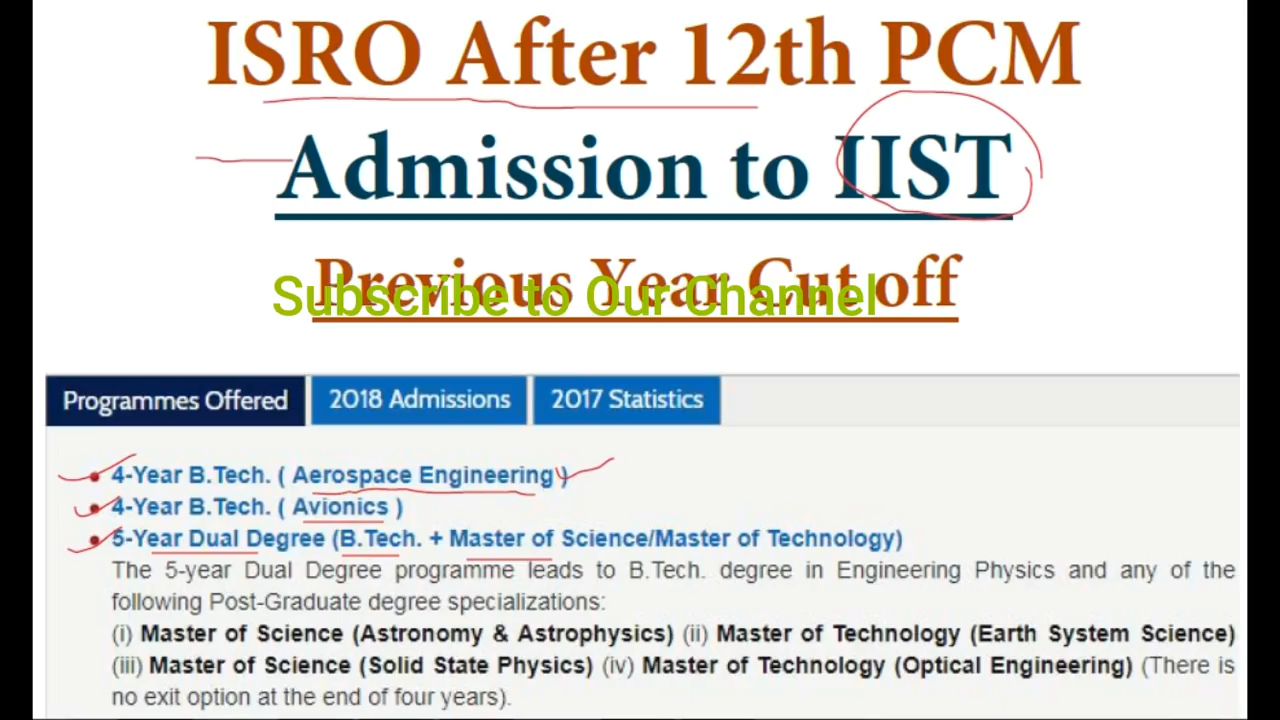 ISRO After 12th PCM
Admission to IIST
Previous Year Cut off
Subscribe to Our Channel
Programmes Offered 2018 Admissions 2017 Statistics
4-Year B.Tech. ( Aerospace Engineering )
4-Year B.Tech. ( Avionics )
5-Year Dual Degree (B.Tech. + Master of Science/Master of Technology)
The 5-year Dual Degree programme leads to B.Tech. degree in Engineering Physics and any of the
following Post-Graduate degree specializations:
(i) Master of Science (Astronomy & Astrophysics) (ii) Master of Technology (Earth System Science)
(iii) Master of Science (Solid State Physics) (iv) Master of Technology (Optical Engineering) (There is
no exit option at the end of four years).